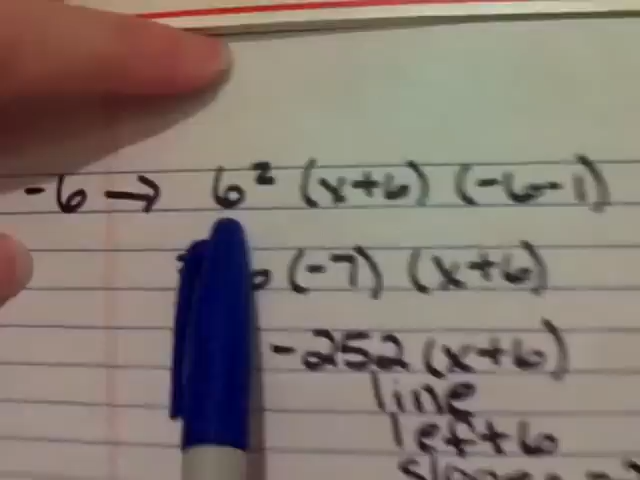 -6 → 6² (x+6) (-6-1)
(-7) (x+6)
-252 (x+6)
line
left 6